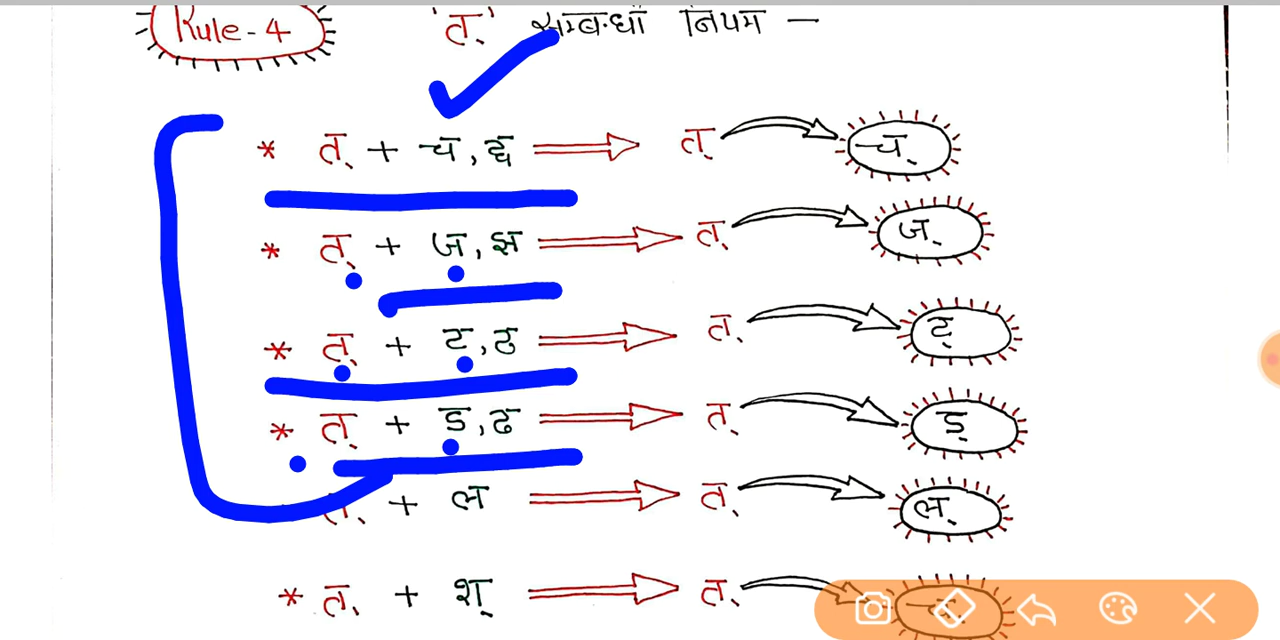 Rule-4 'त्' सम्बन्धी नियम -
* त् + च, छ ⇒ त् → च्
* त् + ज, झ ⇒ त् → ज्
* त् + ट, ठ ⇒ त् → ट्
* त् + ड, ढ ⇒ त् → ड्
त् + ल ⇒ त् → ल्
* त् + श् ⇒ त् → च्